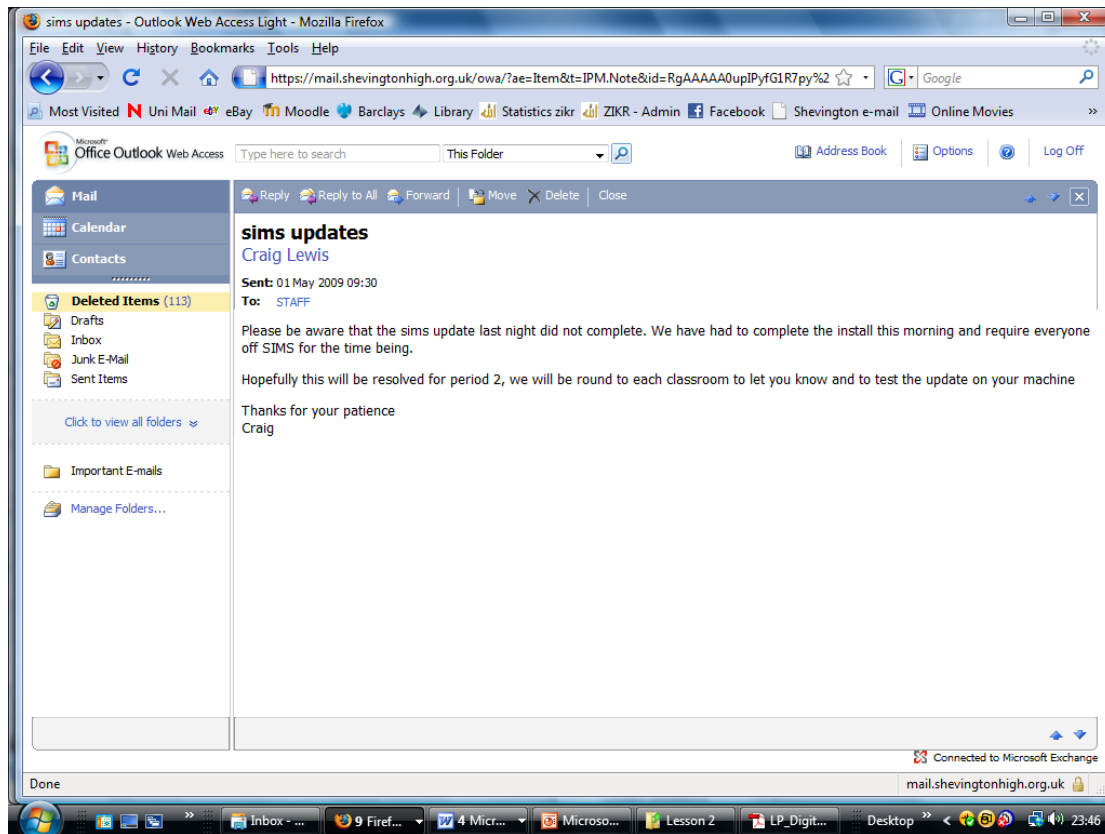 sims updates - Outlook Web Access Light - Mozilla Firefox
File Edit View History Bookmarks Tools Help
https://mail.shevingtonhigh.org.uk/owa/?ae=Item&t=IPM.Note&id=RgAAAAA0upIPyfG1R7py%2 G Google
Most Visited N Uni Mail eBay Moodle Barclays Library Statistics zikr ZIKR - Admin Facebook Shevington e-mail Online Movies »
Microsoft Office Outlook Web Access Type here to search This Folder Address Book Options Log Off
Mail Reply Reply to All Forward Move Delete Close
Calendar
Contacts
sims updates
Craig Lewis
Sent: 01 May 2009 09:30
To: STAFF
Deleted Items (113)
Drafts
Inbox
Junk E-Mail
Sent Items
Click to view all folders
Important E-mails
Manage Folders...
Please be aware that the sims update last night did not complete. We have had to complete the install this morning and require everyone
off SIMS for the time being.
Hopefully this will be resolved for period 2, we will be round to each classroom to let you know and to test the update on your machine
Thanks for your patience
Craig
Connected to Microsoft Exchange
Done mail.shevingtonhigh.org.uk
» Inbox - ... 9 Firef... 4 Micr... Microso... Lesson 2 LP_Digit... Desktop » 23:46